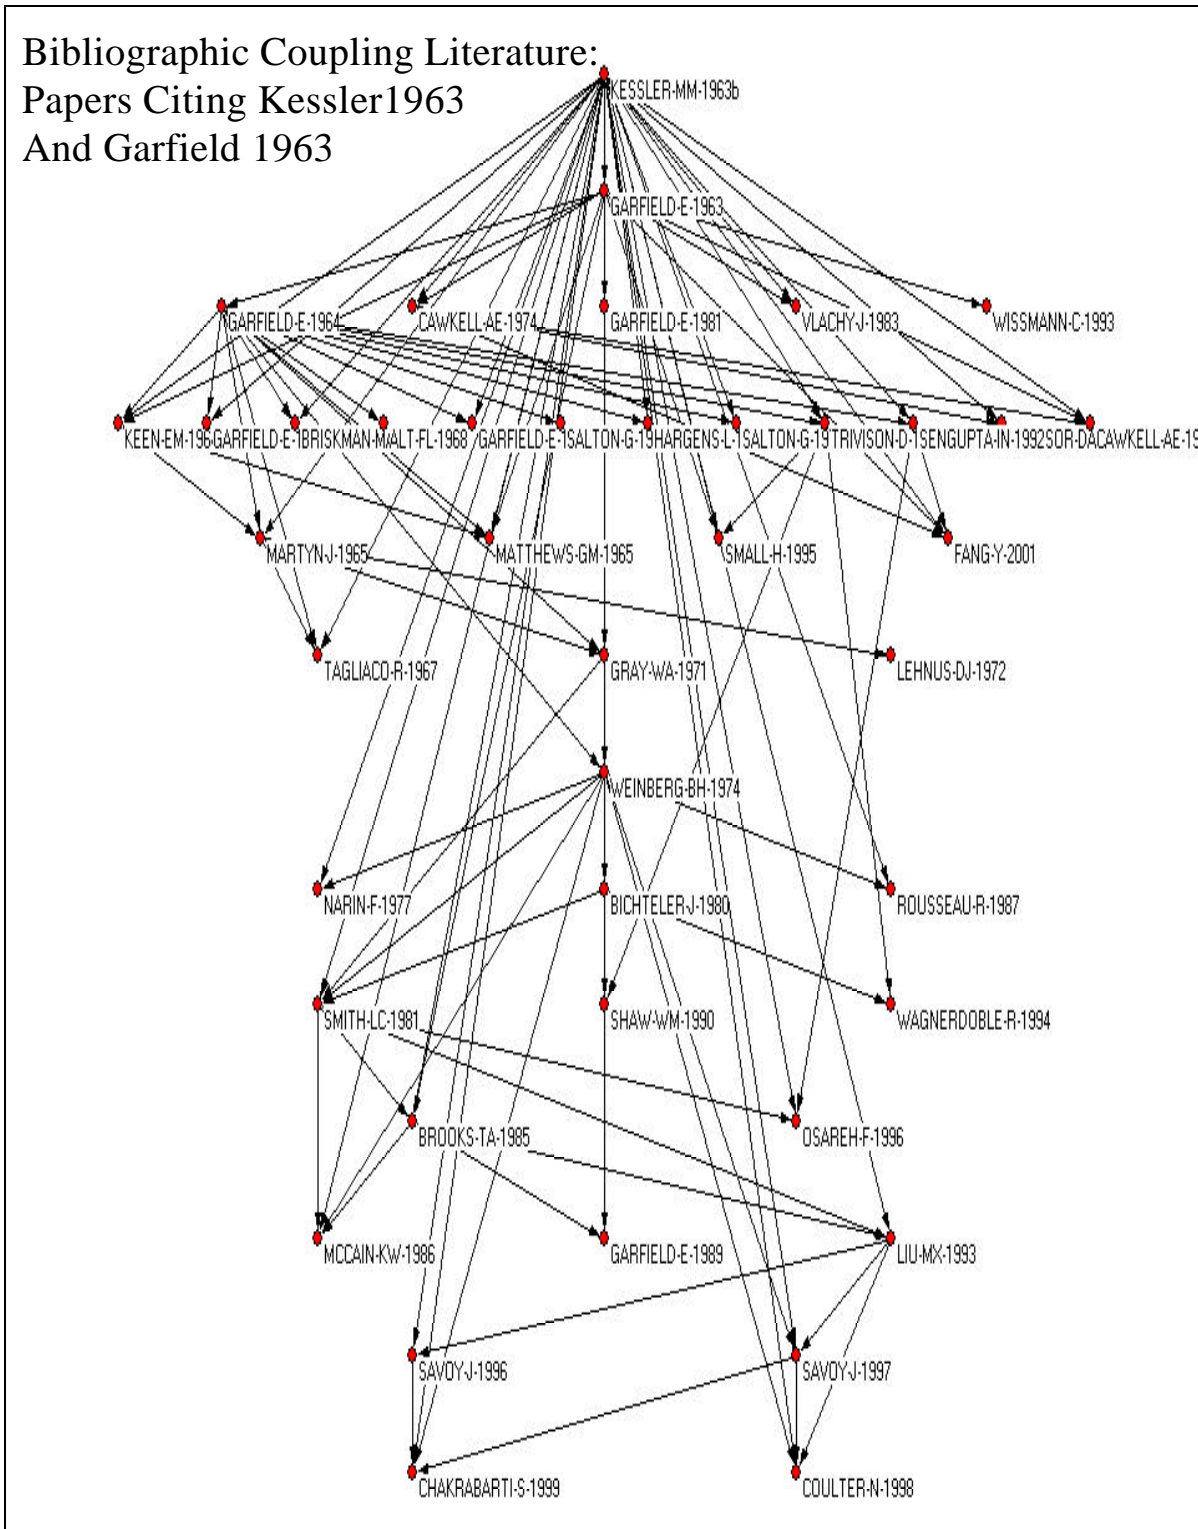 Bibliographic Coupling Literature:
Papers Citing Kessler1963
And Garfield 1963
KESSLER-MM-1963b
GARFIELD-E-1963
GARFIELD-E-1964
CAWKELL-AE-1974
GARFIELD-E-1981
VLACHY-J-1983
WISSMANN-C-1993
KEEN-EM-196 GARFIELD-E-1 BRISKMAN-M ALT-FL-1968 GARFIELD-E-1 SALTON-G-19 HARGENS-L-1 SALTON-G-19 TRIVISON-D-1 SENGUPTA-IN-1992 SOR-DA CAWKELL-AE-19
MARTYN-J-1965
MATTHEWS-GM-1965
SMALL-H-1995
FANG-Y-2001
TAGLIACO-R-1967
GRAY-WA-1971
LEHNUS-DJ-1972
WEINBERG-BH-1974
NARIN-F-1977
BICHTELER-J-1980
ROUSSEAU-R-1987
SMITH-LC-1981
SHAW-WM-1990
WAGNERDOBLE-R-1994
BROOKS-TA-1985
OSAREH-F-1996
MCCAIN-KW-1986
GARFIELD-E-1989
LIU-MX-1993
SAVOY-J-1996
SAVOY-J-1997
CHAKRABARTI-S-1999
COULTER-N-1998